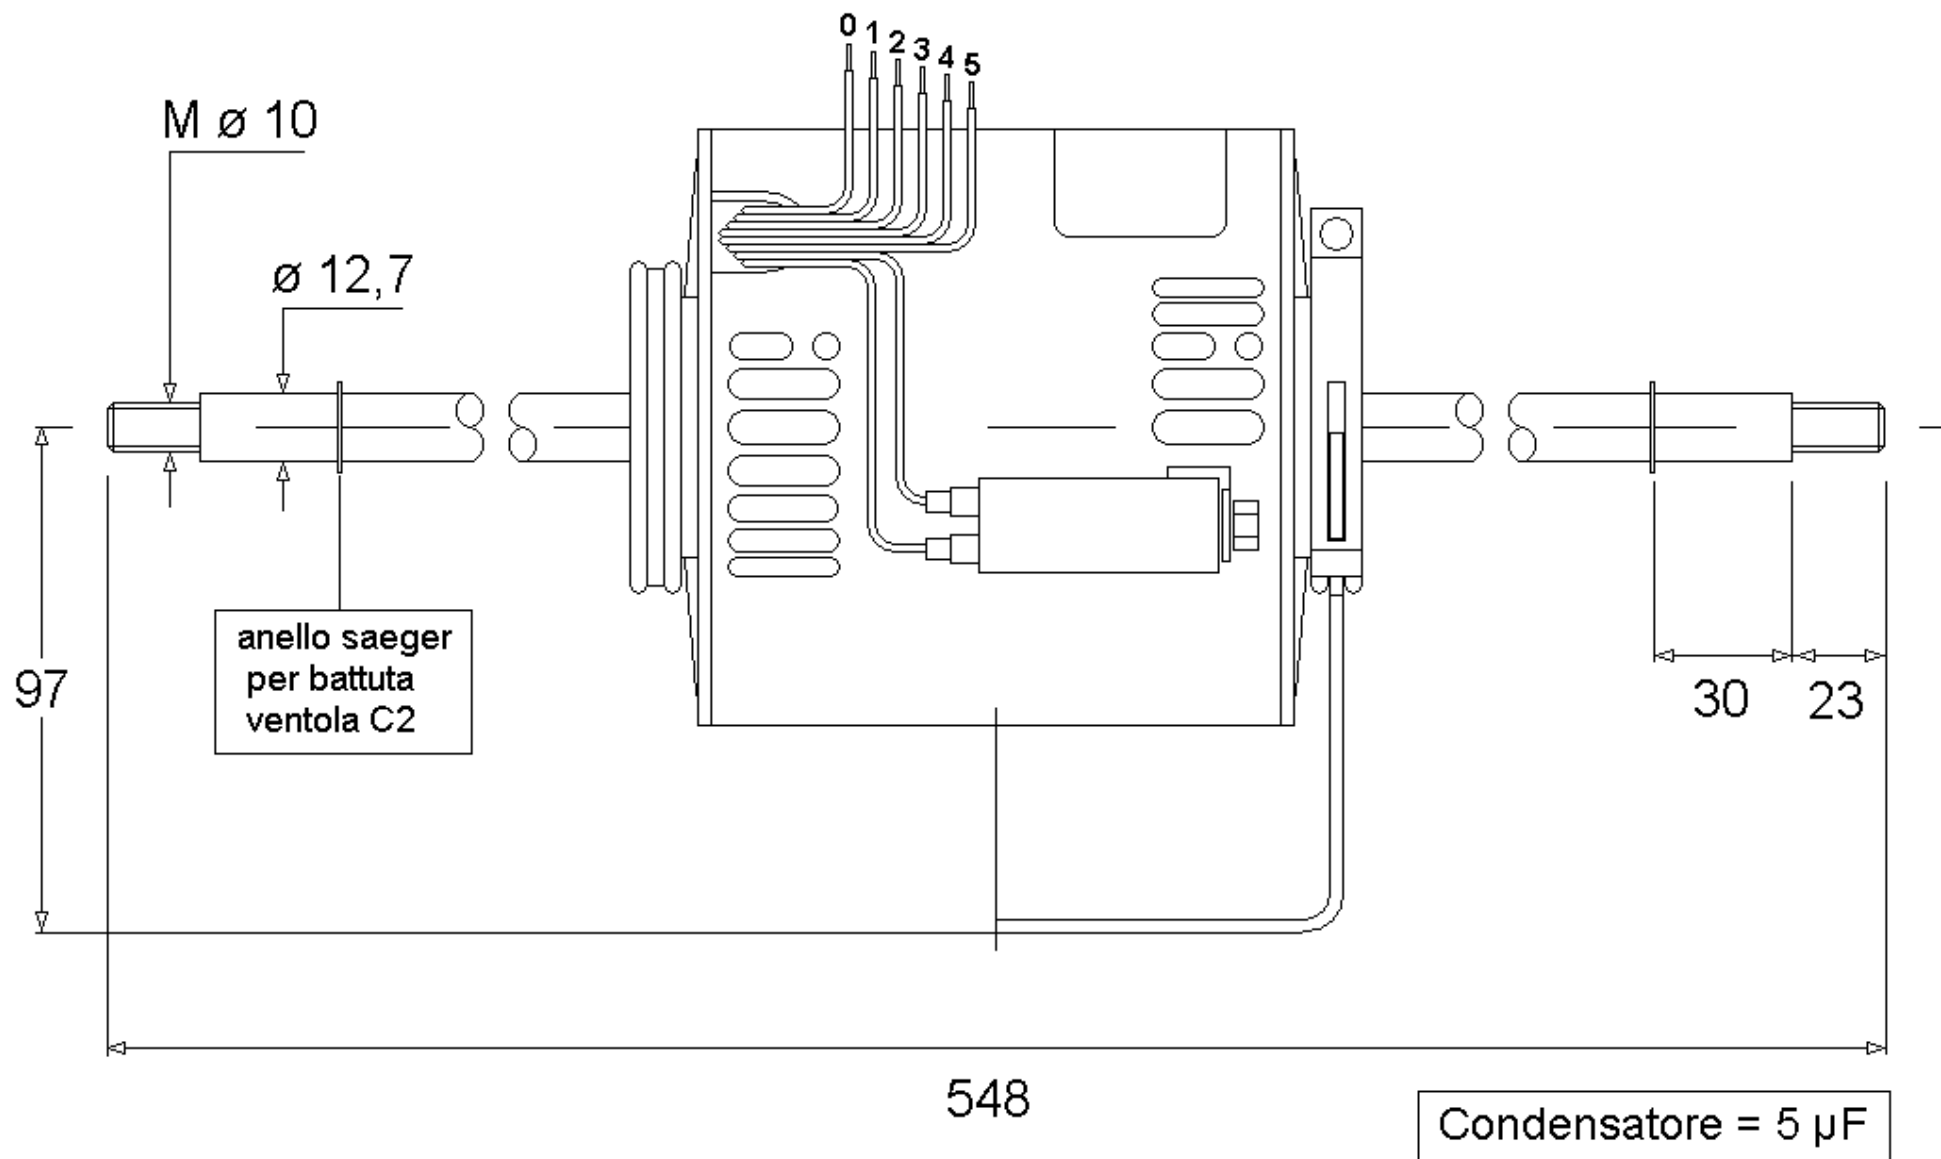 0 1 2 3 4 5
M ø 10
ø 12,7
anello saeger
per battuta
ventola C2
97
30
23
548
Condensatore = 5 µF